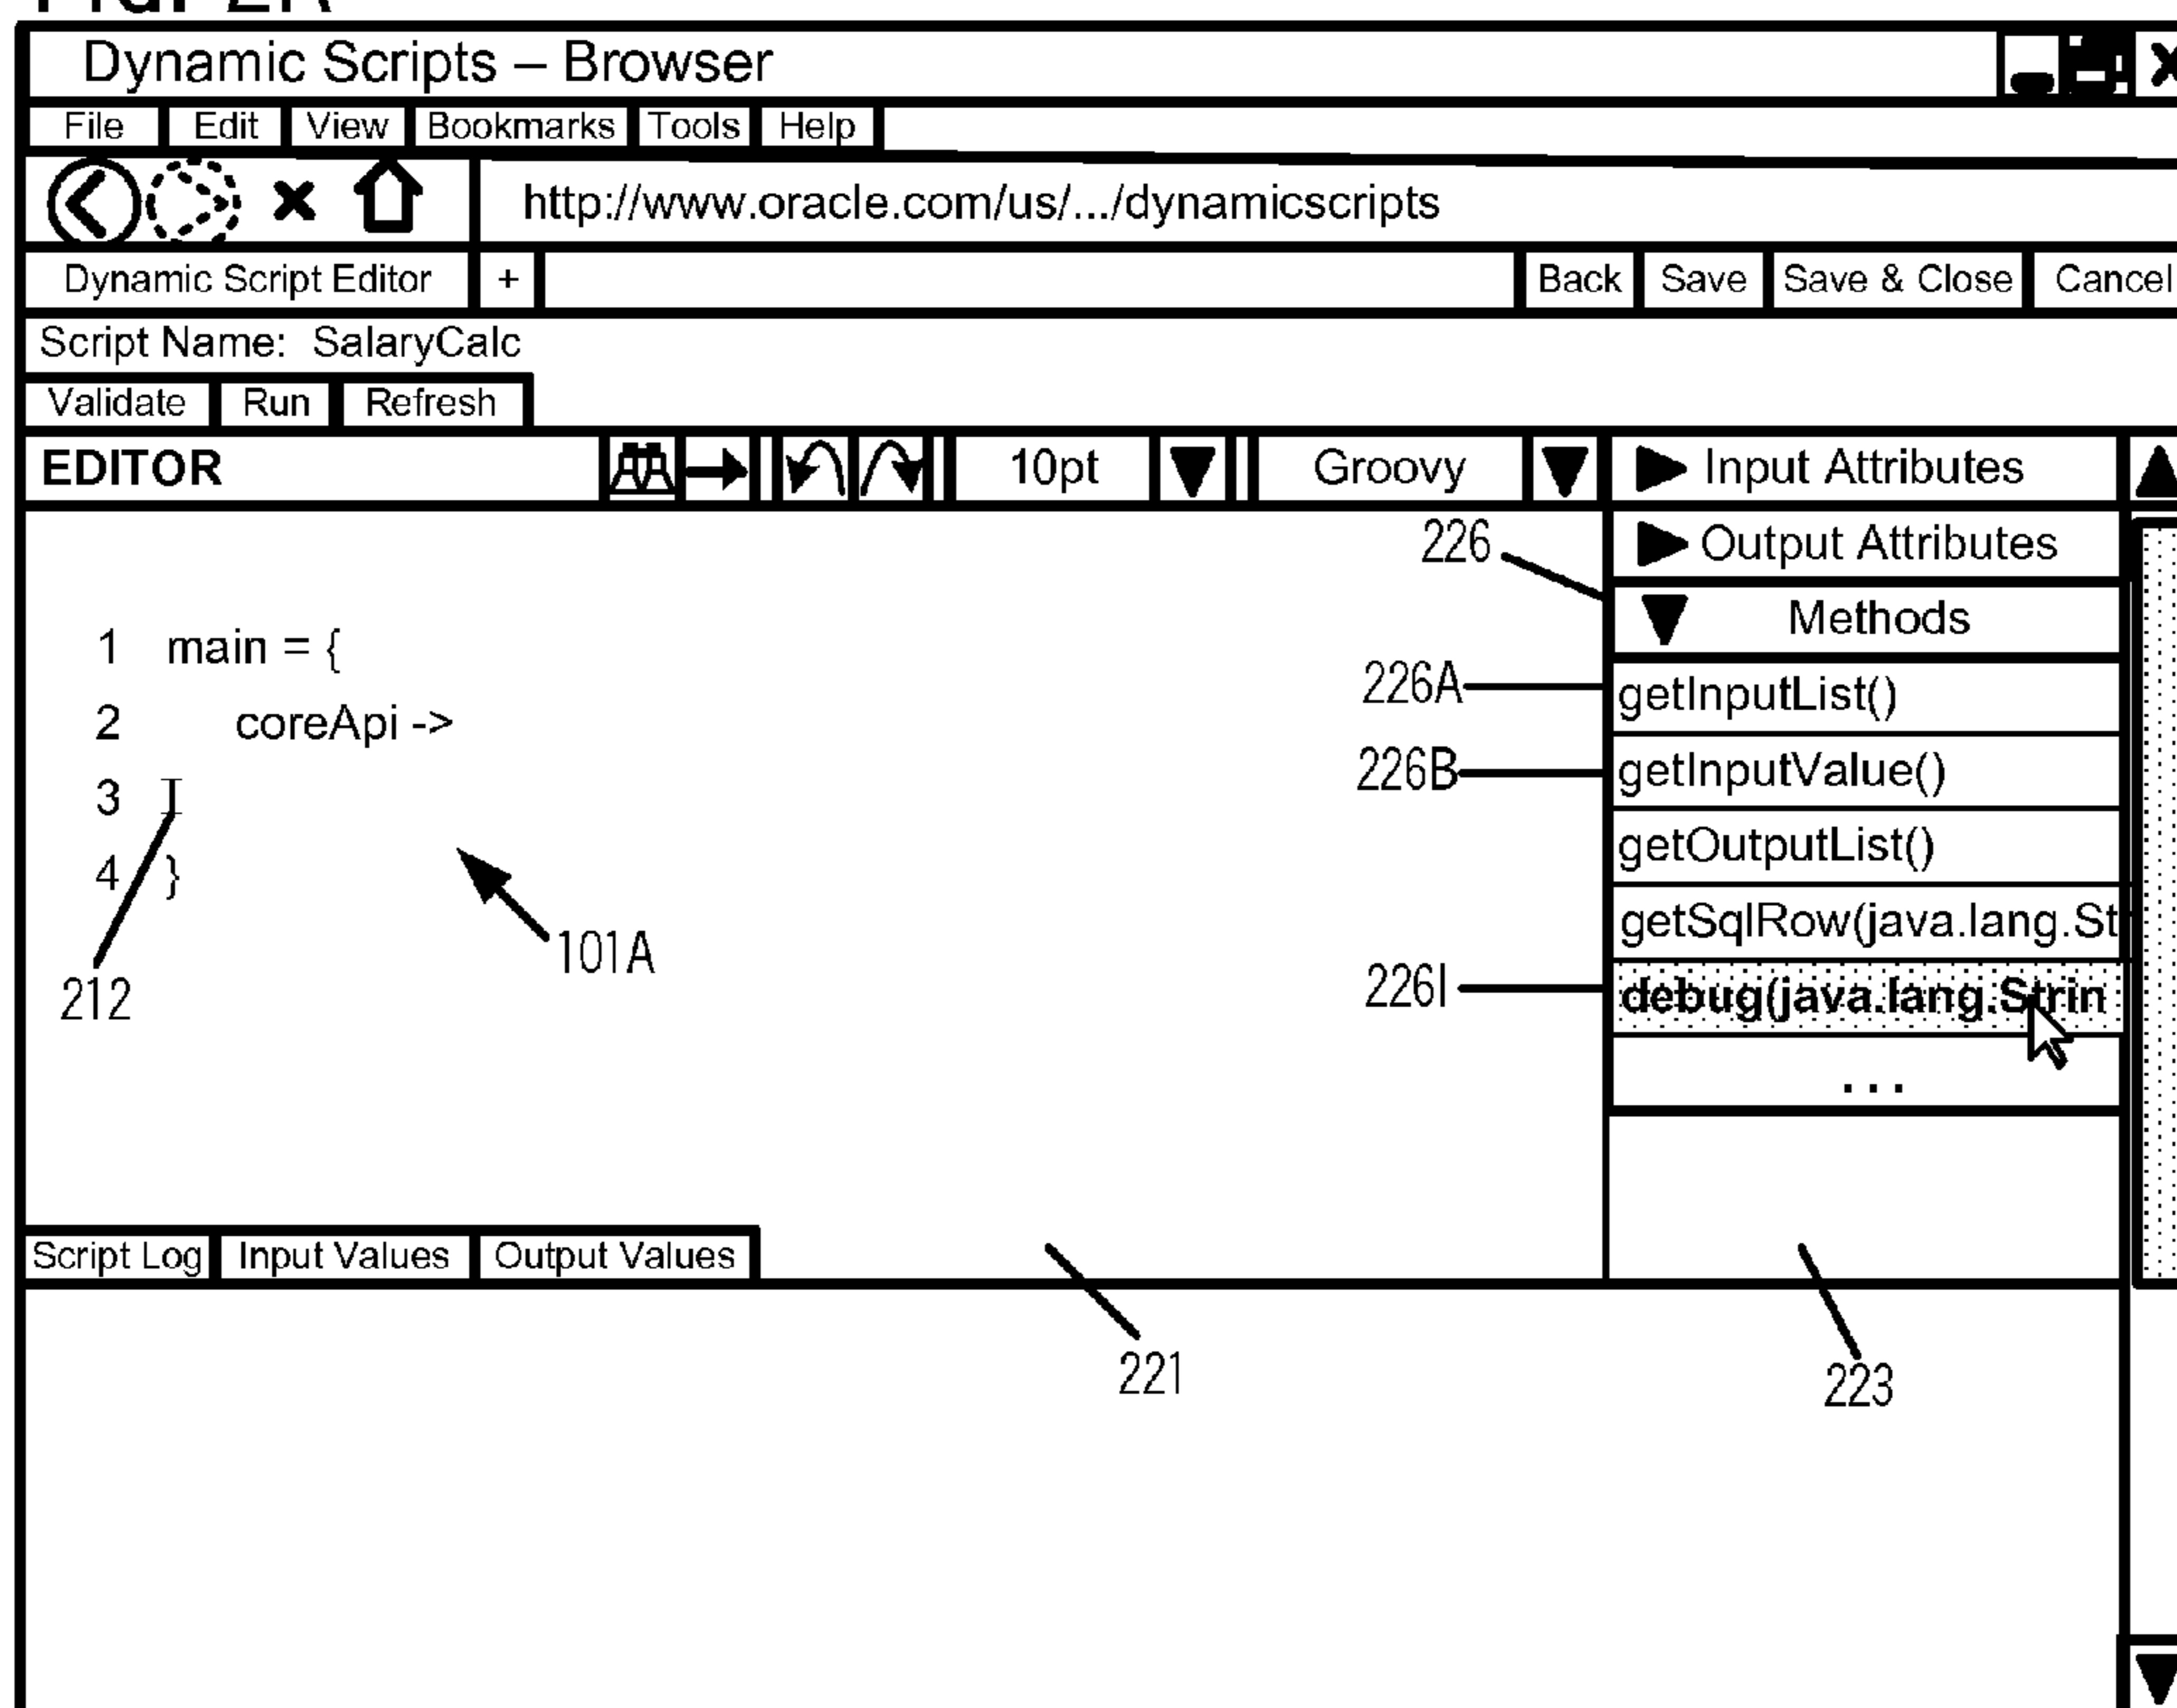 Dynamic Scripts – Browser
File Edit View Bookmarks Tools Help
http://www.oracle.com/us/.../dynamicscripts
Dynamic Script Editor + Back Save Save & Close Cancel
Script Name: SalaryCalc
Validate Run Refresh
EDITOR 10pt Groovy Input Attributes
226 Output Attributes
Methods
1 main = {
226A getInputList()
2 coreApi ->
226B getInputValue()
3
getOutputList()
4 }
101A getSqlRow(java.lang.St
212 226I debug(java.lang.Strin
...
Script Log Input Values Output Values
221 223